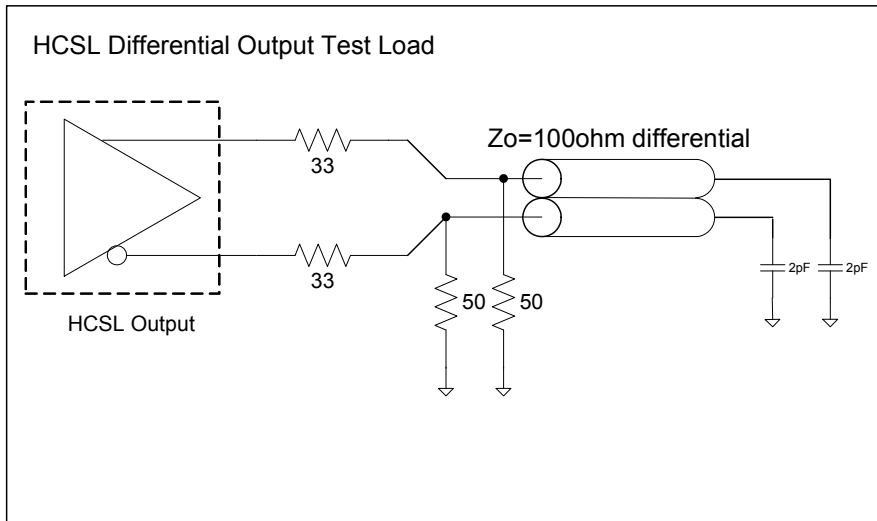 HCSL Differential Output Test Load
Zo=100ohm differential
33
33
50
50
2pF
2pF
HCSL Output